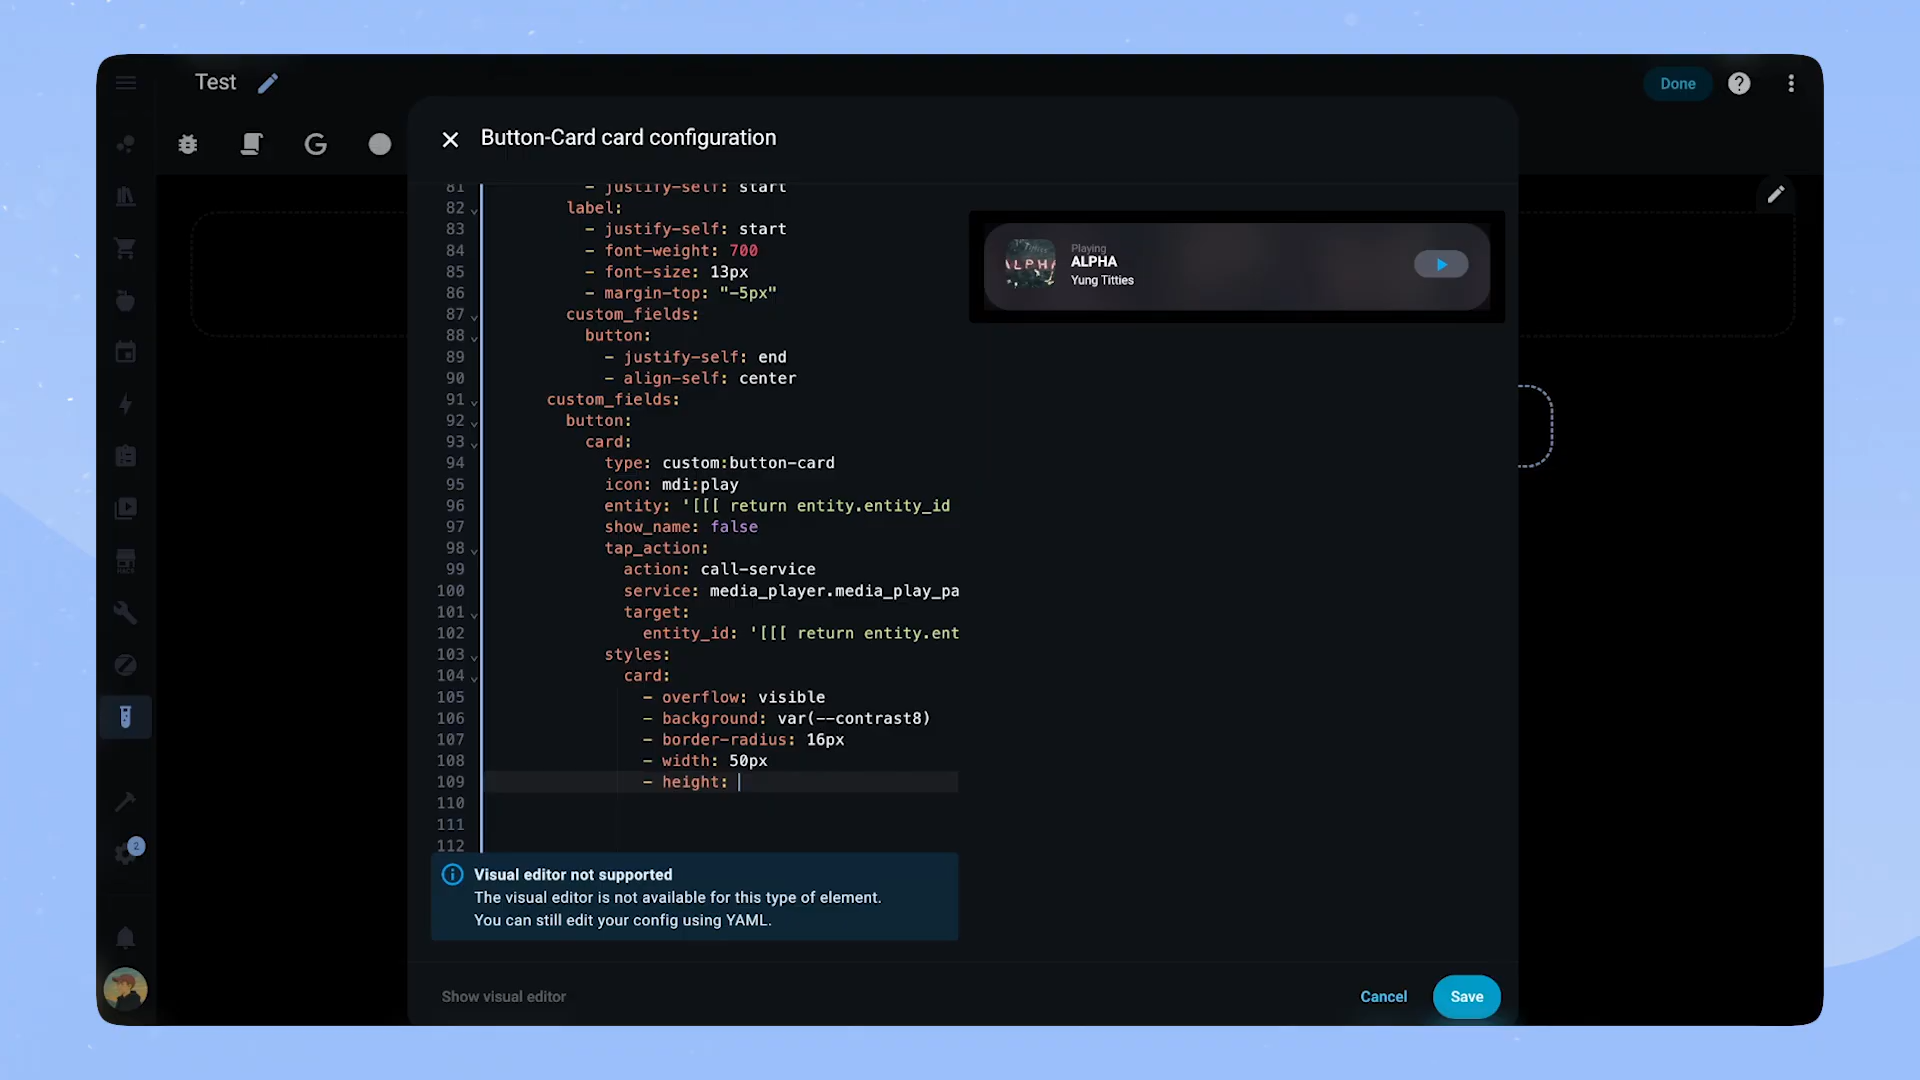 Test
Done
Button-Card card configuration
81 - justify-self: start
82 label:
83 - justify-self: start
84 - font-weight: 700
85 - font-size: 13px
86 - margin-top: "-5px"
87 custom_fields:
88 button:
89 - justify-self: end
90 - align-self: center
91 custom_fields:
92 button:
93 card:
94 type: custom:button-card
95 icon: mdi:play
96 entity: '[[[ return entity.entity_id
97 show_name: false
98 tap_action:
99 action: call-service
100 service: media_player.media_play_pa
101 target:
102 entity_id: '[[[ return entity.ent
103 styles:
104 card:
105 - overflow: visible
106 - background: var(--contrast8)
107 - border-radius: 16px
108 - width: 50px
109 - height:
110
111
112
Playing
ALPHA
Yung Titties
ALPHA
HACS
2
Visual editor not supported
The visual editor is not available for this type of element.
You can still edit your config using YAML.
Show visual editor
Cancel
Save